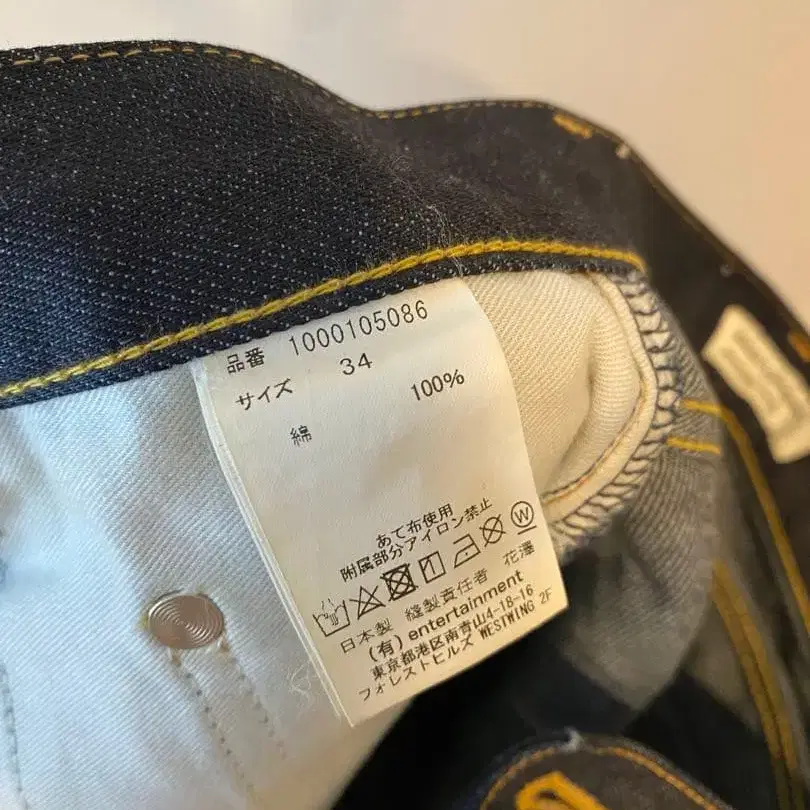 品番 1000105086
サイズ 34
綿 100%
あて布使用
附属部分アイロン禁止
W
日本製 縫製責任者 花澤
(有) entertainment
東京都港区南青山4-18-16
フォレストヒルズ WESTWING 2F